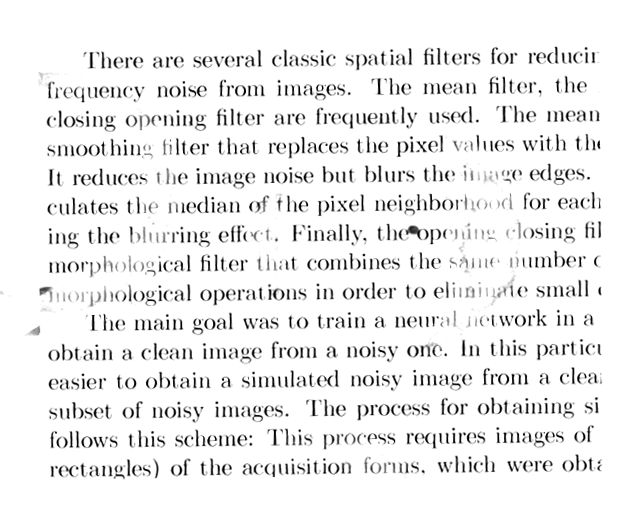 There are several classic spatial filters for reducin
frequency noise from images. The mean filter, the
closing opening filter are frequently used. The mean
smoothing filter that replaces the pixel values with the
It reduces the image noise but blurs the image edges.
culates the median of the pixel neighborhood for each
ing the blurring effect. Finally, the opening closing fil
morphological filter that combines the same number o
morphological operations in order to eliminate small
The main goal was to train a neural network in a
obtain a clean image from a noisy one. In this particu
easier to obtain a simulated noisy image from a clea
subset of noisy images. The process for obtaining si
follows this scheme: This process requires images of
rectangles) of the acquisition forms, which were obta